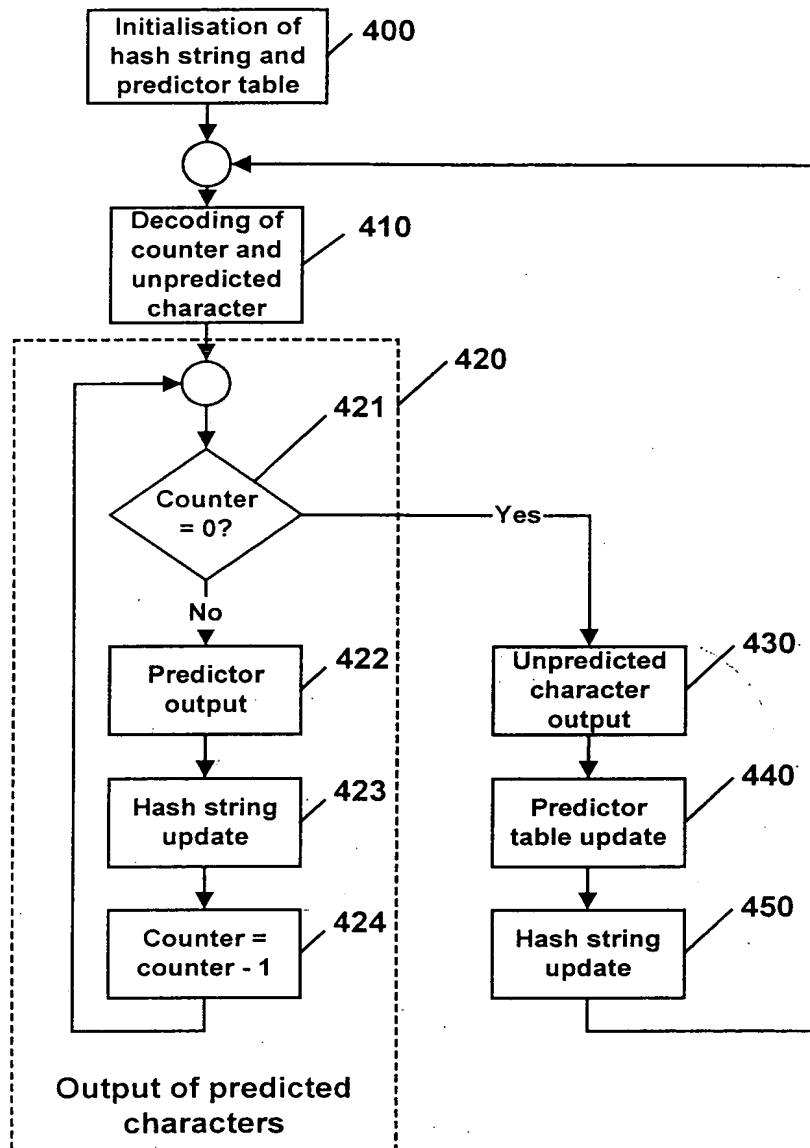 Initialisation of
hash string and
predictor table
400
Decoding of
counter and
unpredicted
character
410
420
421
Counter
= 0?
Yes
No
Predictor
output
422
Unpredicted
character
output
430
Hash string
update
423
Predictor
table update
440
Counter =
counter - 1
424
Hash string
update
450
Output of predicted
characters